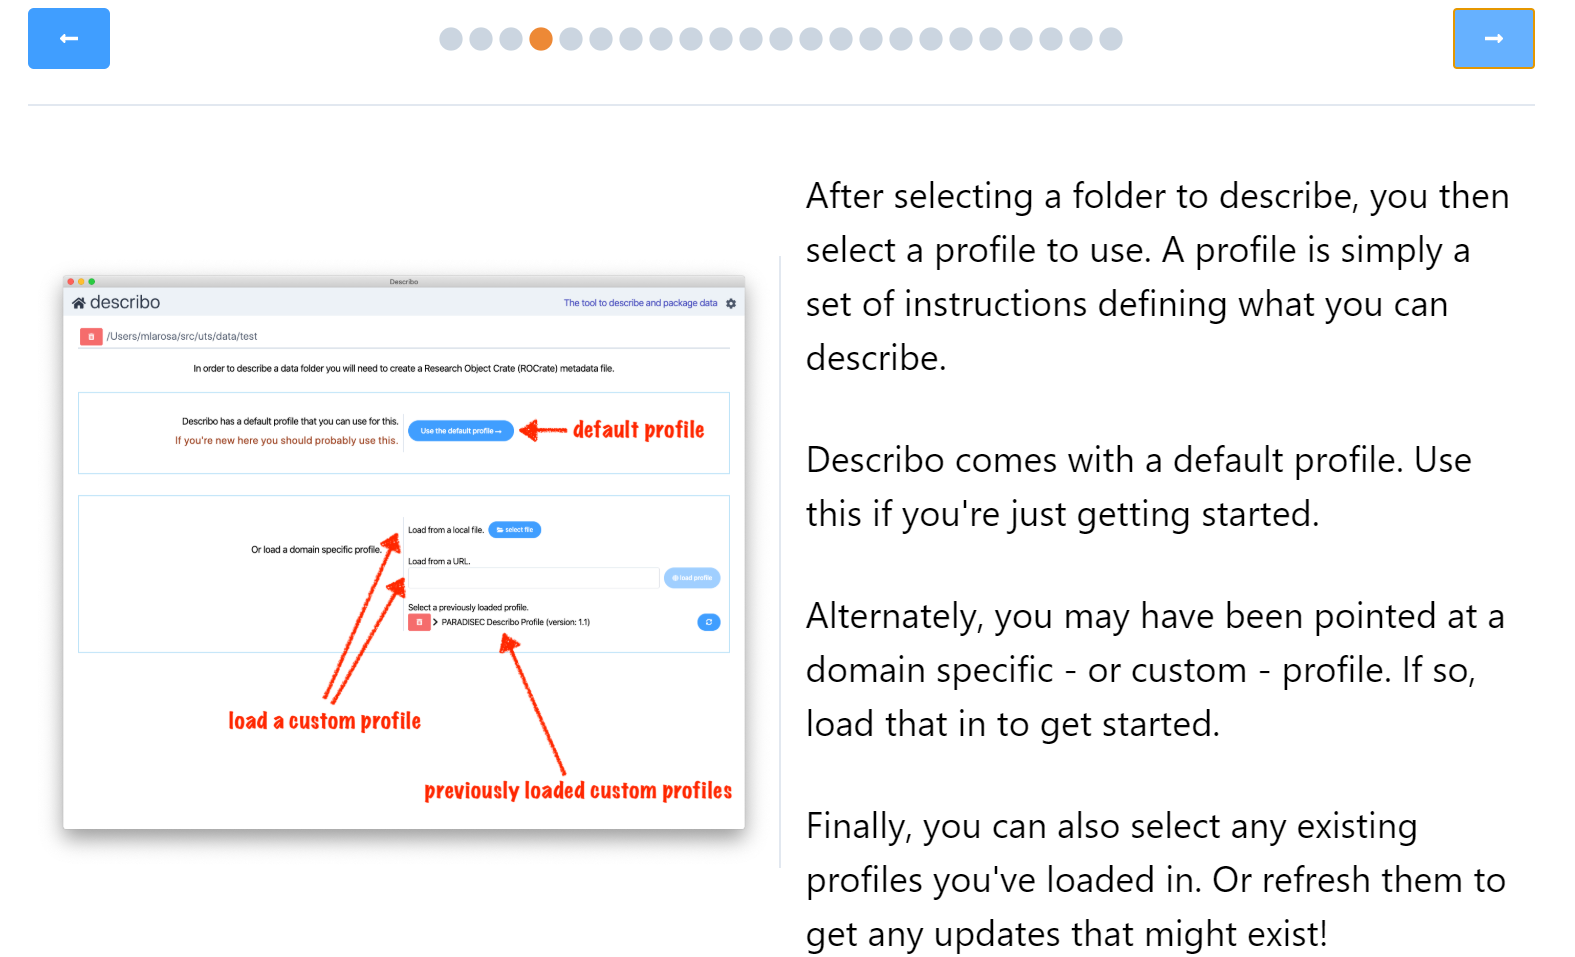 Describo
describo
The tool to describe and package data
/Users/mlarosa/src/uts/data/test
In order to describe a data folder you will need to create a Research Object Crate (ROCrate) metadata file.
Describo has a default profile that you can use for this.
If you're new here you should probably use this.
Use the default profile→
default profile
Or load a domain specific profile.
Load from a local file.
select file
Load from a URL.
load profile
Select a previously loaded profile.
PARADISEC Describo Profile (version: 1.1)
load a custom profile
previously loaded custom profiles
After selecting a folder to describe, you then
select a profile to use. A profile is simply a
set of instructions defining what you can
describe.
Describo comes with a default profile. Use
this if you're just getting started.
Alternately, you may have been pointed at a
domain specific - or custom - profile. If so,
load that in to get started.
Finally, you can also select any existing
profiles you've loaded in. Or refresh them to
get any updates that might exist!